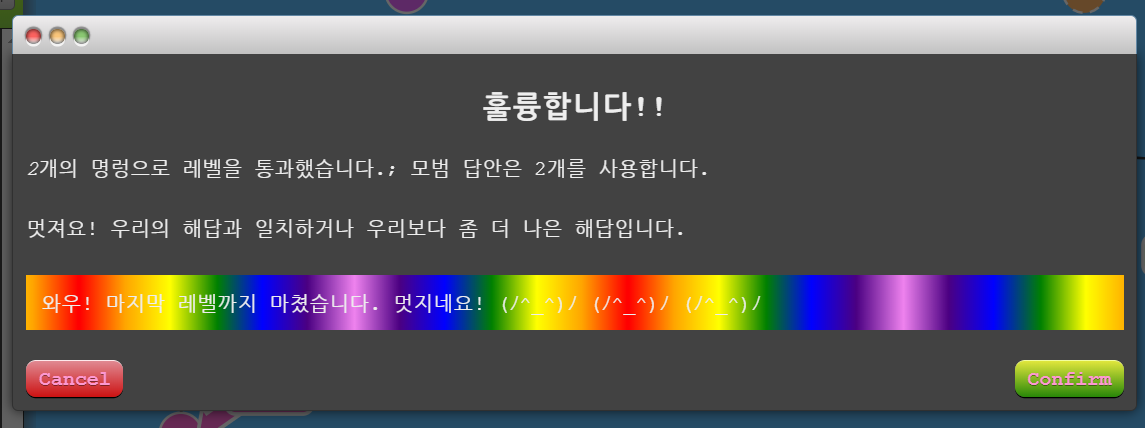 훌륭합니다!!
2개의 명령으로 레벨을 통과했습니다.; 모범 답안은 2개를 사용합니다.
멋져요! 우리의 해답과 일치하거나 우리보다 좀 더 나은 해답입니다.
와우! 마지막 레벨까지 마쳤습니다. 멋지네요! (/^_^)/ (/^_^)/ (/^_^)/
Cancel
Confirm